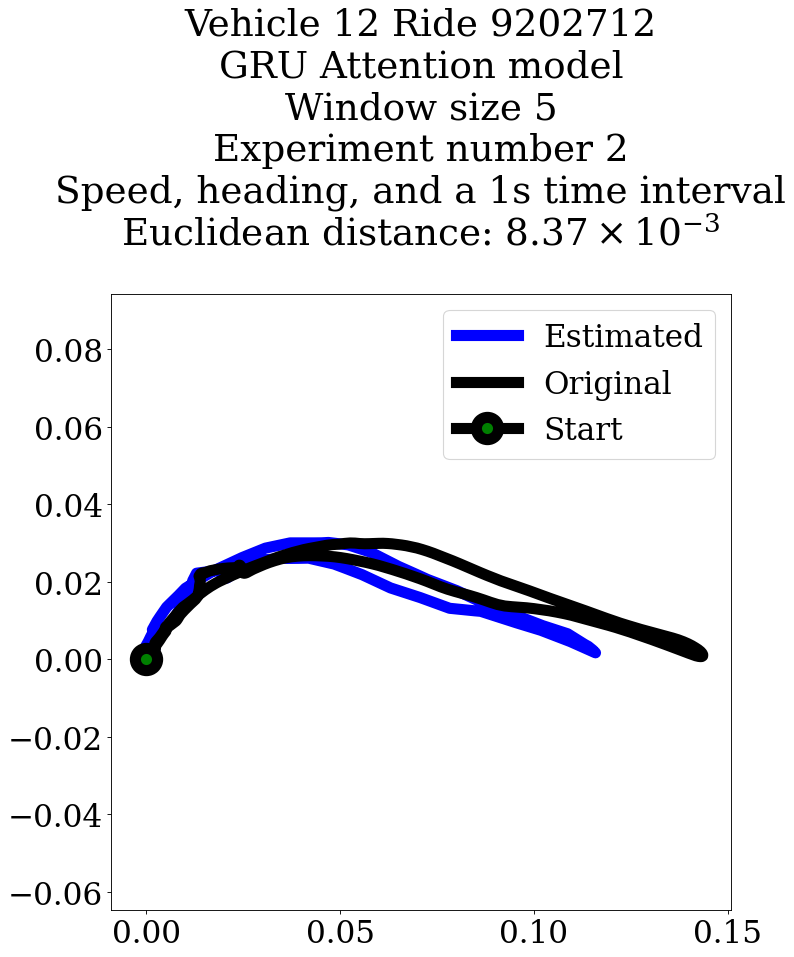 Vehicle 12 Ride 9202712
GRU Attention model
Window size 5
Experiment number 2
Speed, heading, and a 1s time interval
Euclidean distance: 8.37 × 10⁻³
Estimated
Original
Start
0.08
0.06
0.04
0.02
0.00
−0.02
−0.04
−0.06
0.00 0.05 0.10 0.15